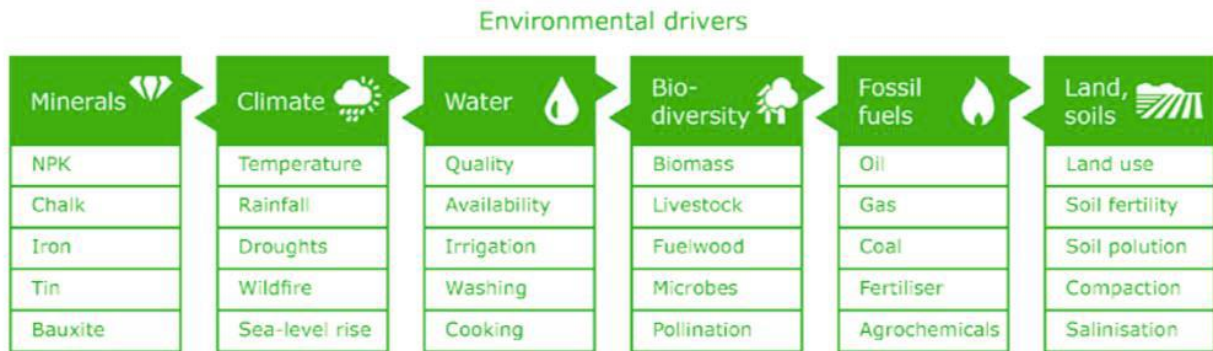 Environmental drivers
Minerals
NPK
Chalk
Iron
Tin
Bauxite
Climate
Temperature
Rainfall
Droughts
Wildfire
Sea-level rise
Water
Quality
Availability
Irrigation
Washing
Cooking
Bio-
diversity
Biomass
Livestock
Fuelwood
Microbes
Pollination
Fossil
fuels
Oil
Gas
Coal
Fertiliser
Agrochemicals
Land,
soils
Land use
Soil fertility
Soil polution
Compaction
Salinisation